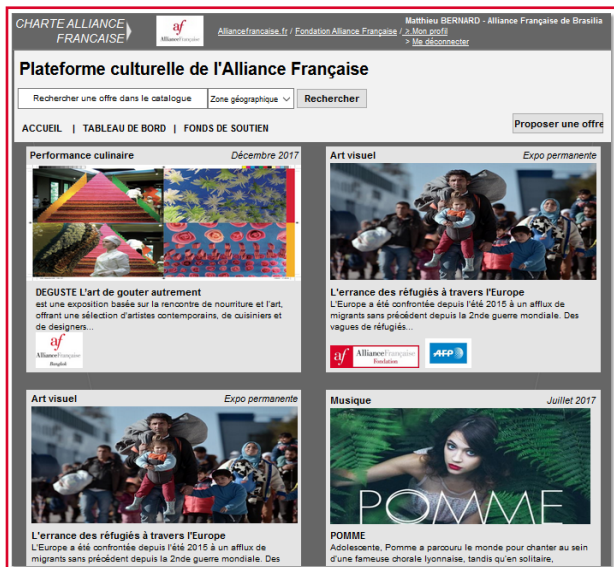 CHARTE ALLIANCE
FRANCAISE
af
AllianceFrançaise
Alliancefrancaise.fr / Fondation Alliance Française /
Matthieu BERNARD - Alliance Française de Brasilia
> Mon profil
> Me déconnecter
Plateforme culturelle de l'Alliance Française
Rechercher une offre dans le catalogue Zone géographique Rechercher
ACCUEIL | TABLEAU DE BORD | FONDS DE SOUTIEN
Proposer une offre
Performance culinaire Décembre 2017
DEGUSTE L'art de gouter autrement
est une exposition basée sur la rencontre de nourriture et l'art,
offrant une sélection d'artistes contemporains, de cuisiniers et
de designers...
af
AllianceFrançaise
Bangkok
Art visuel Expo permanente
L'errance des réfugiés à travers l'Europe
L'Europe a été confrontée depuis l'été 2015 à un afflux de
migrants sans précédent depuis la 2nde guerre mondiale. Des
vagues de réfugiés...
af AllianceFrançaise
Fondation
AFP
Art visuel Expo permanente
L'errance des réfugiés à travers l'Europe
L'Europe a été confrontée depuis l'été 2015 à un afflux de
migrants sans précédent depuis la 2nde guerre mondiale. Des
Musique Juillet 2017
POMME
POMME
Adolescente, Pomme a parcouru le monde pour chanter au sein
d'une fameuse chorale lyonnaise, tandis qu'en solitaire,